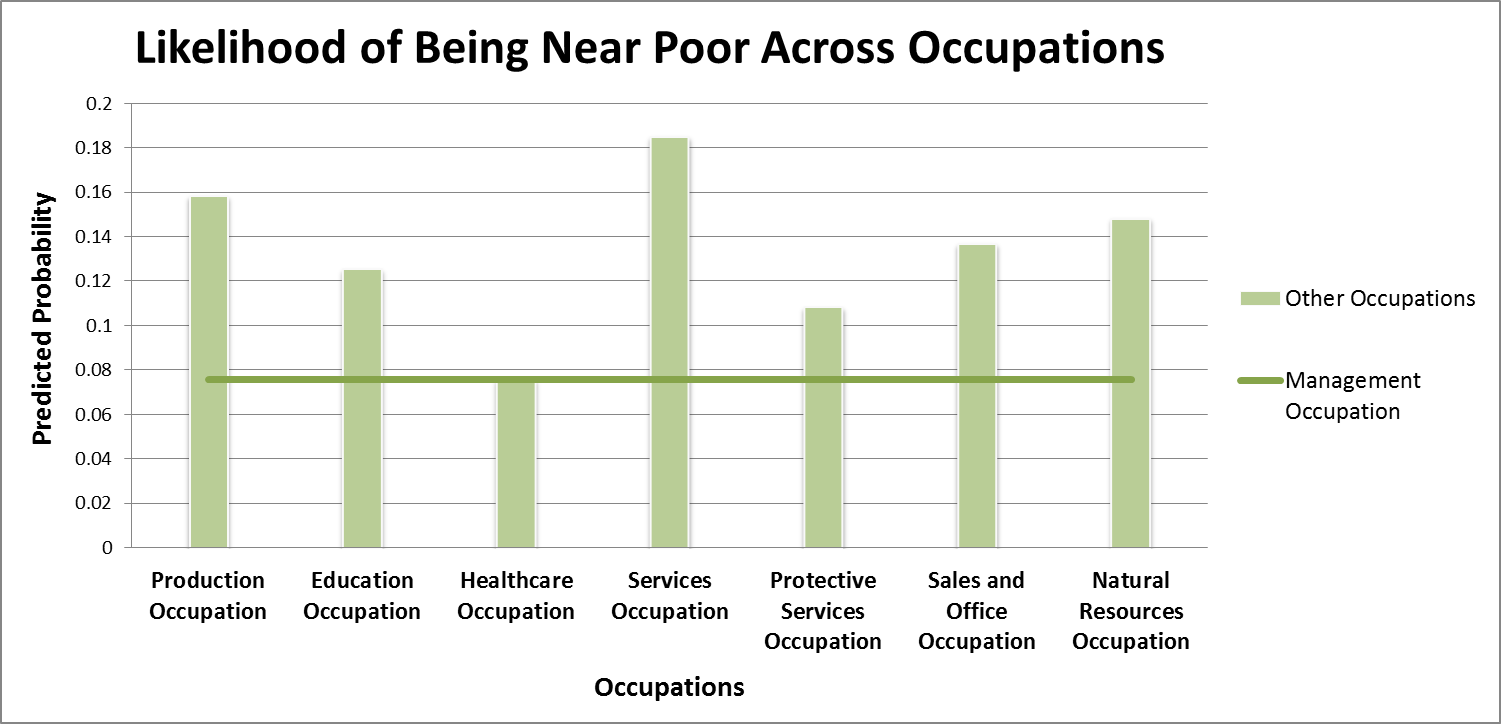 Likelihood of Being Near Poor Across Occupations
Predicted Probability
0.2
0.18
0.16
0.14
0.12
0.1
0.08
0.06
0.04
0.02
0
Production
Occupation
Education
Occupation
Healthcare
Occupation
Services
Occupation
Protective
Services
Occupation
Sales and
Office
Occupation
Natural
Resources
Occupation
Occupations
Other Occupations
Management
Occupation